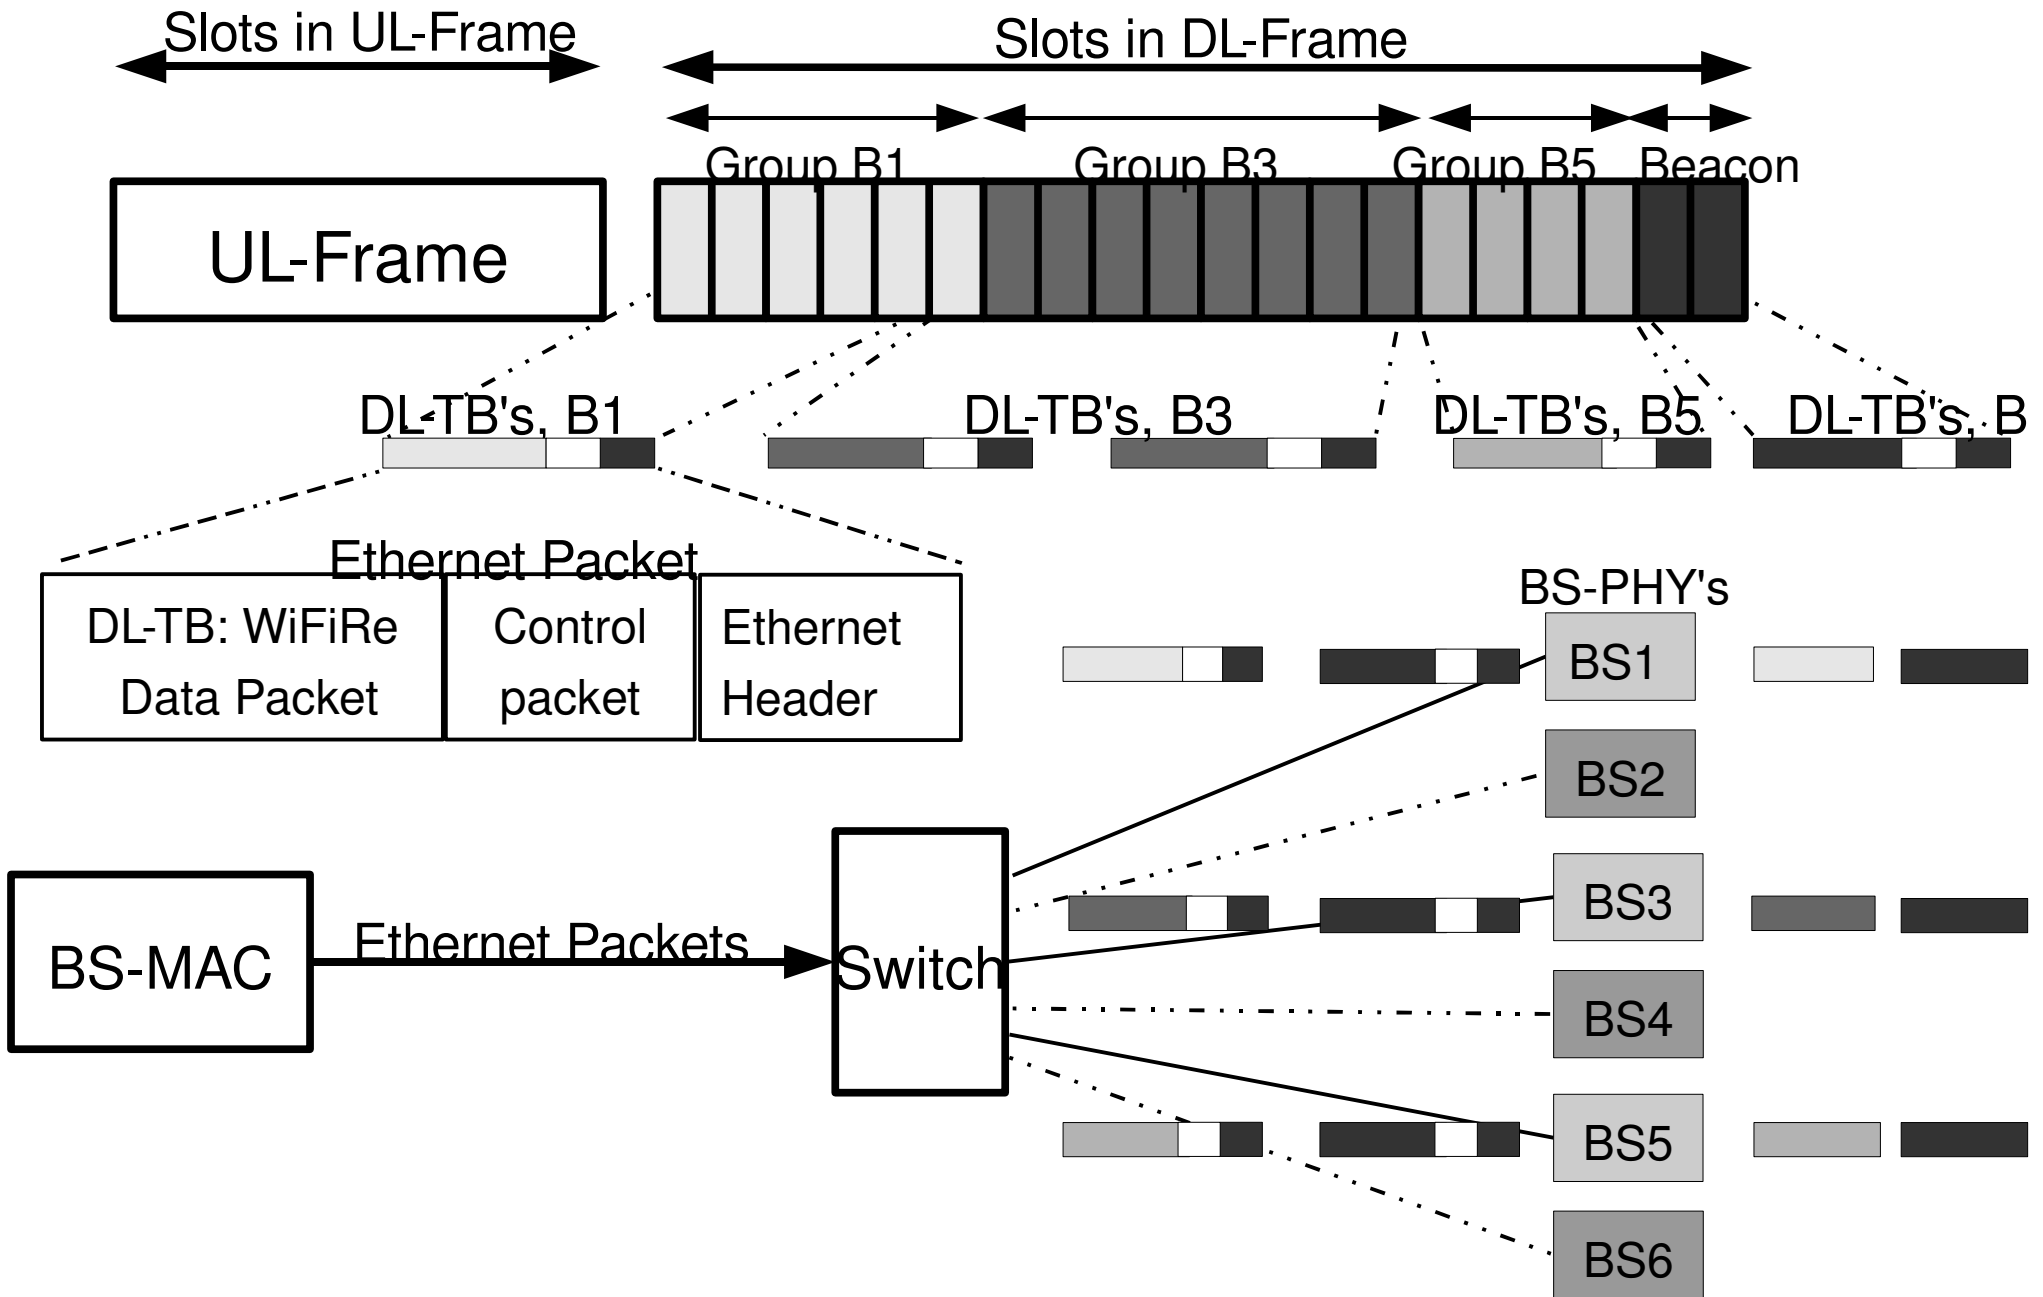 Slots in UL-Frame
Slots in DL-Frame
Group B1
Group B3
Group B5
Beacon
UL-Frame
DL-TB's, B1
DL-TB's, B3
DL-TB's, B5
DL-TB's, B
Ethernet Packet
DL-TB: WiFiRe
Data Packet
Control
packet
Ethernet
Header
BS-PHY's
BS1
BS2
BS3
BS4
BS5
BS6
BS-MAC
Ethernet Packets
Switch